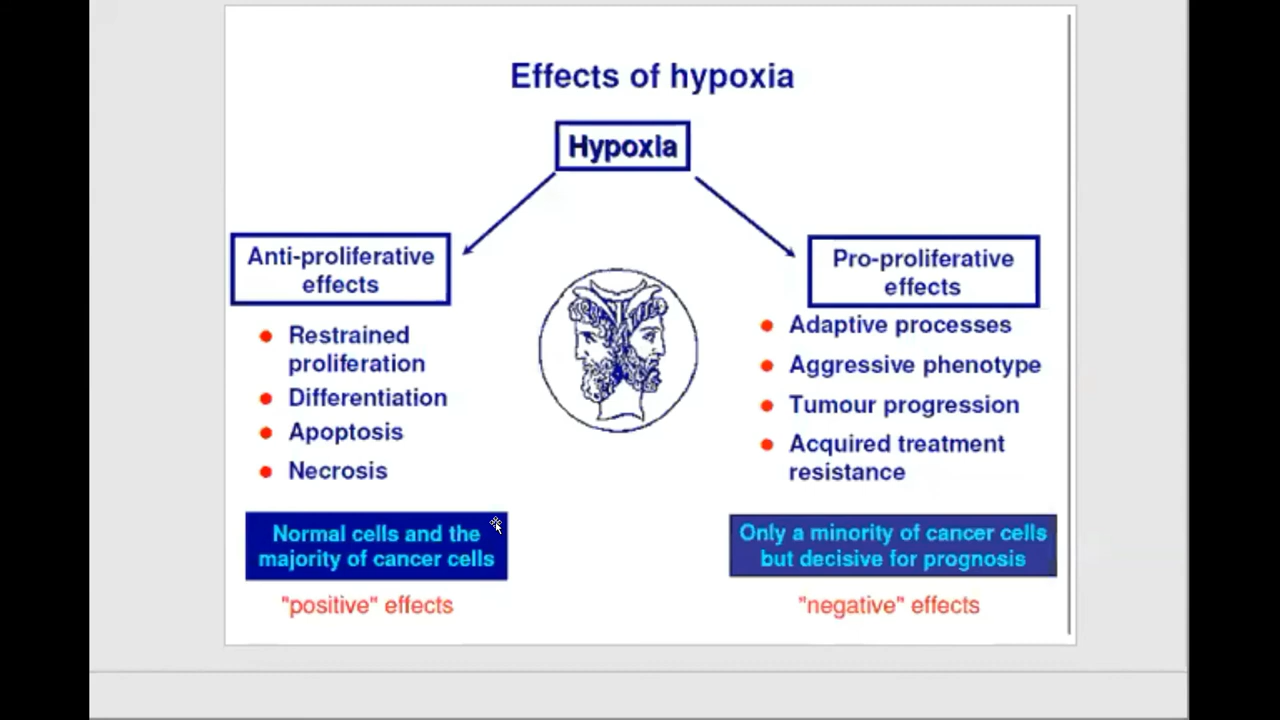 Effects of hypoxia
Hypoxia
Anti-proliferative
effects
Restrained
proliferation
Differentiation
Apoptosis
Necrosis
Normal cells and the
majority of cancer cells
"positive" effects
Pro-proliferative
effects
Adaptive processes
Aggressive phenotype
Tumour progression
Acquired treatment
resistance
Only a minority of cancer cells
but decisive for prognosis
"negative" effects